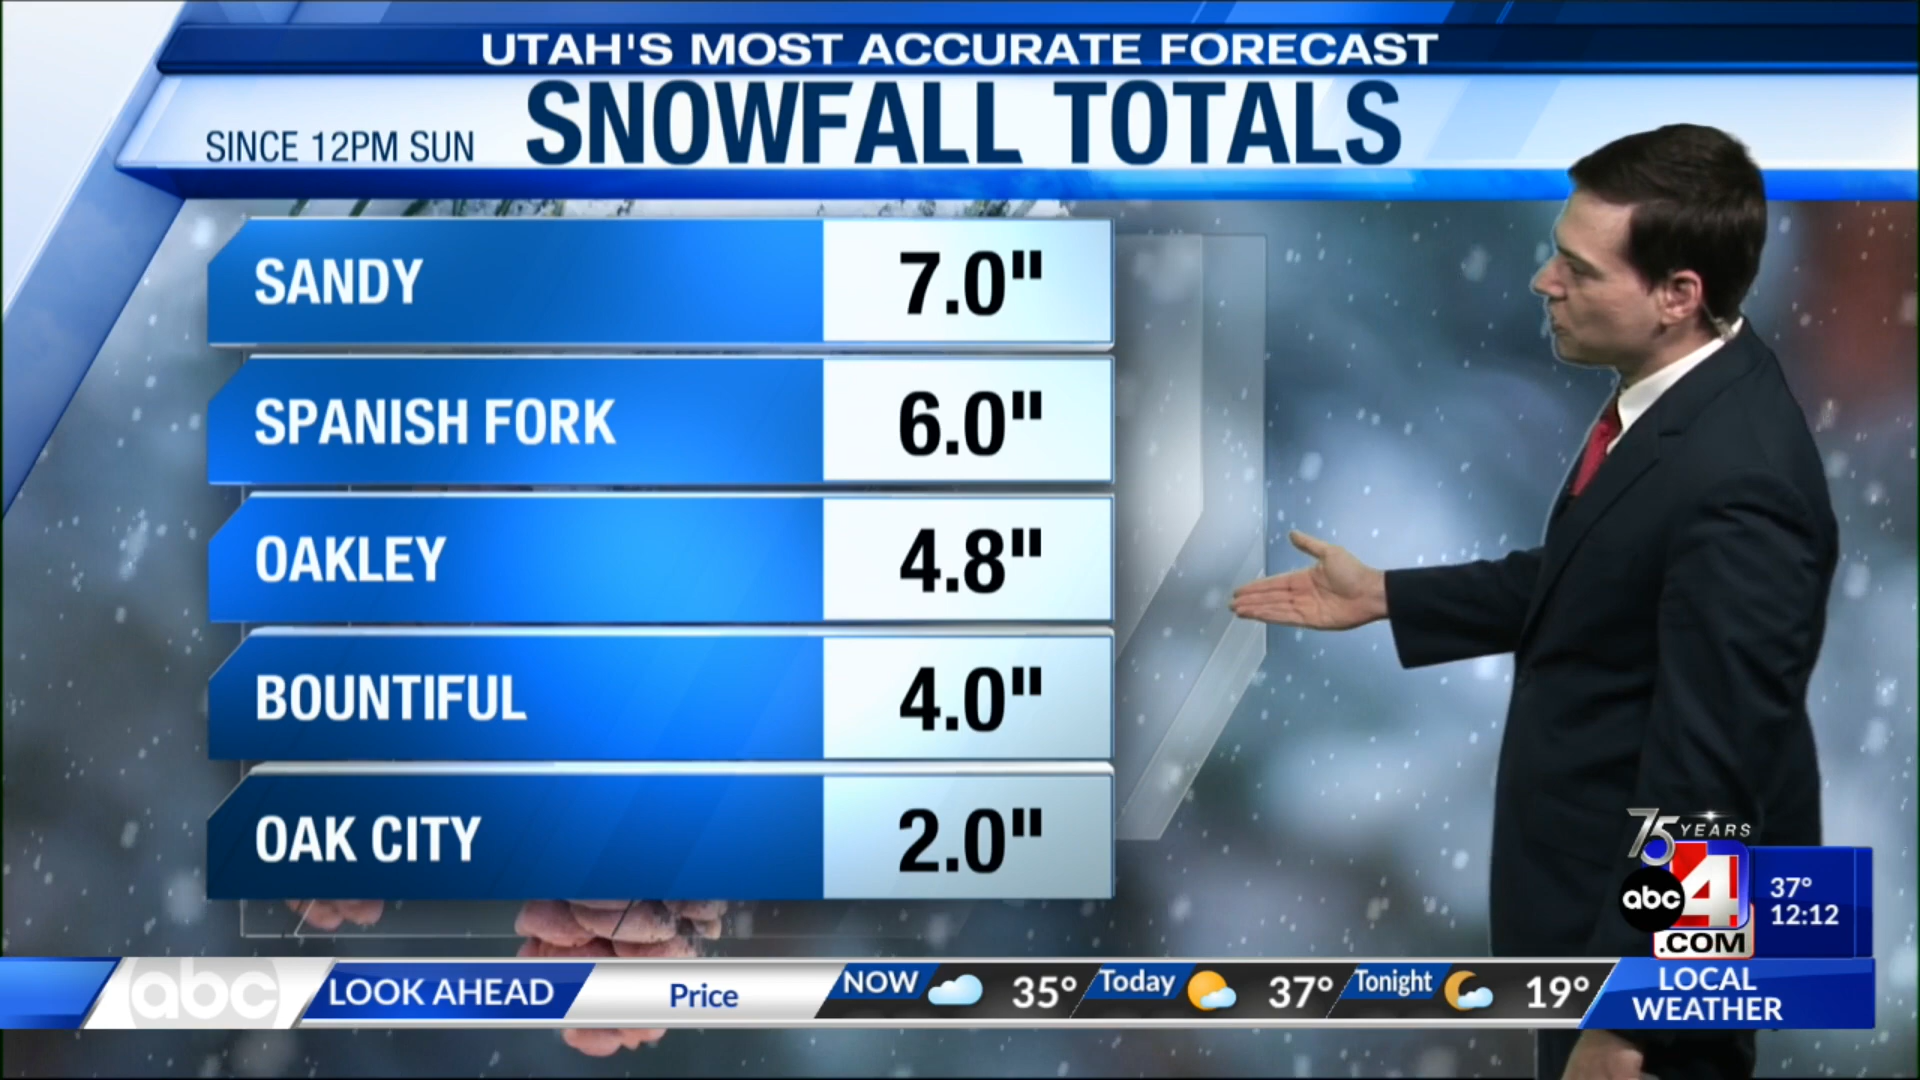 UTAH'S MOST ACCURATE FORECAST
SINCE 12PM SUN SNOWFALL TOTALS
SANDY 7.0"
SPANISH FORK 6.0"
OAKLEY 4.8"
BOUNTIFUL 4.0"
OAK CITY 2.0"
75 YEARS
abc 4
.COM
37°
12:12
abc LOOK AHEAD Price NOW 35° Today 37° Tonight 19°
LOCAL
WEATHER